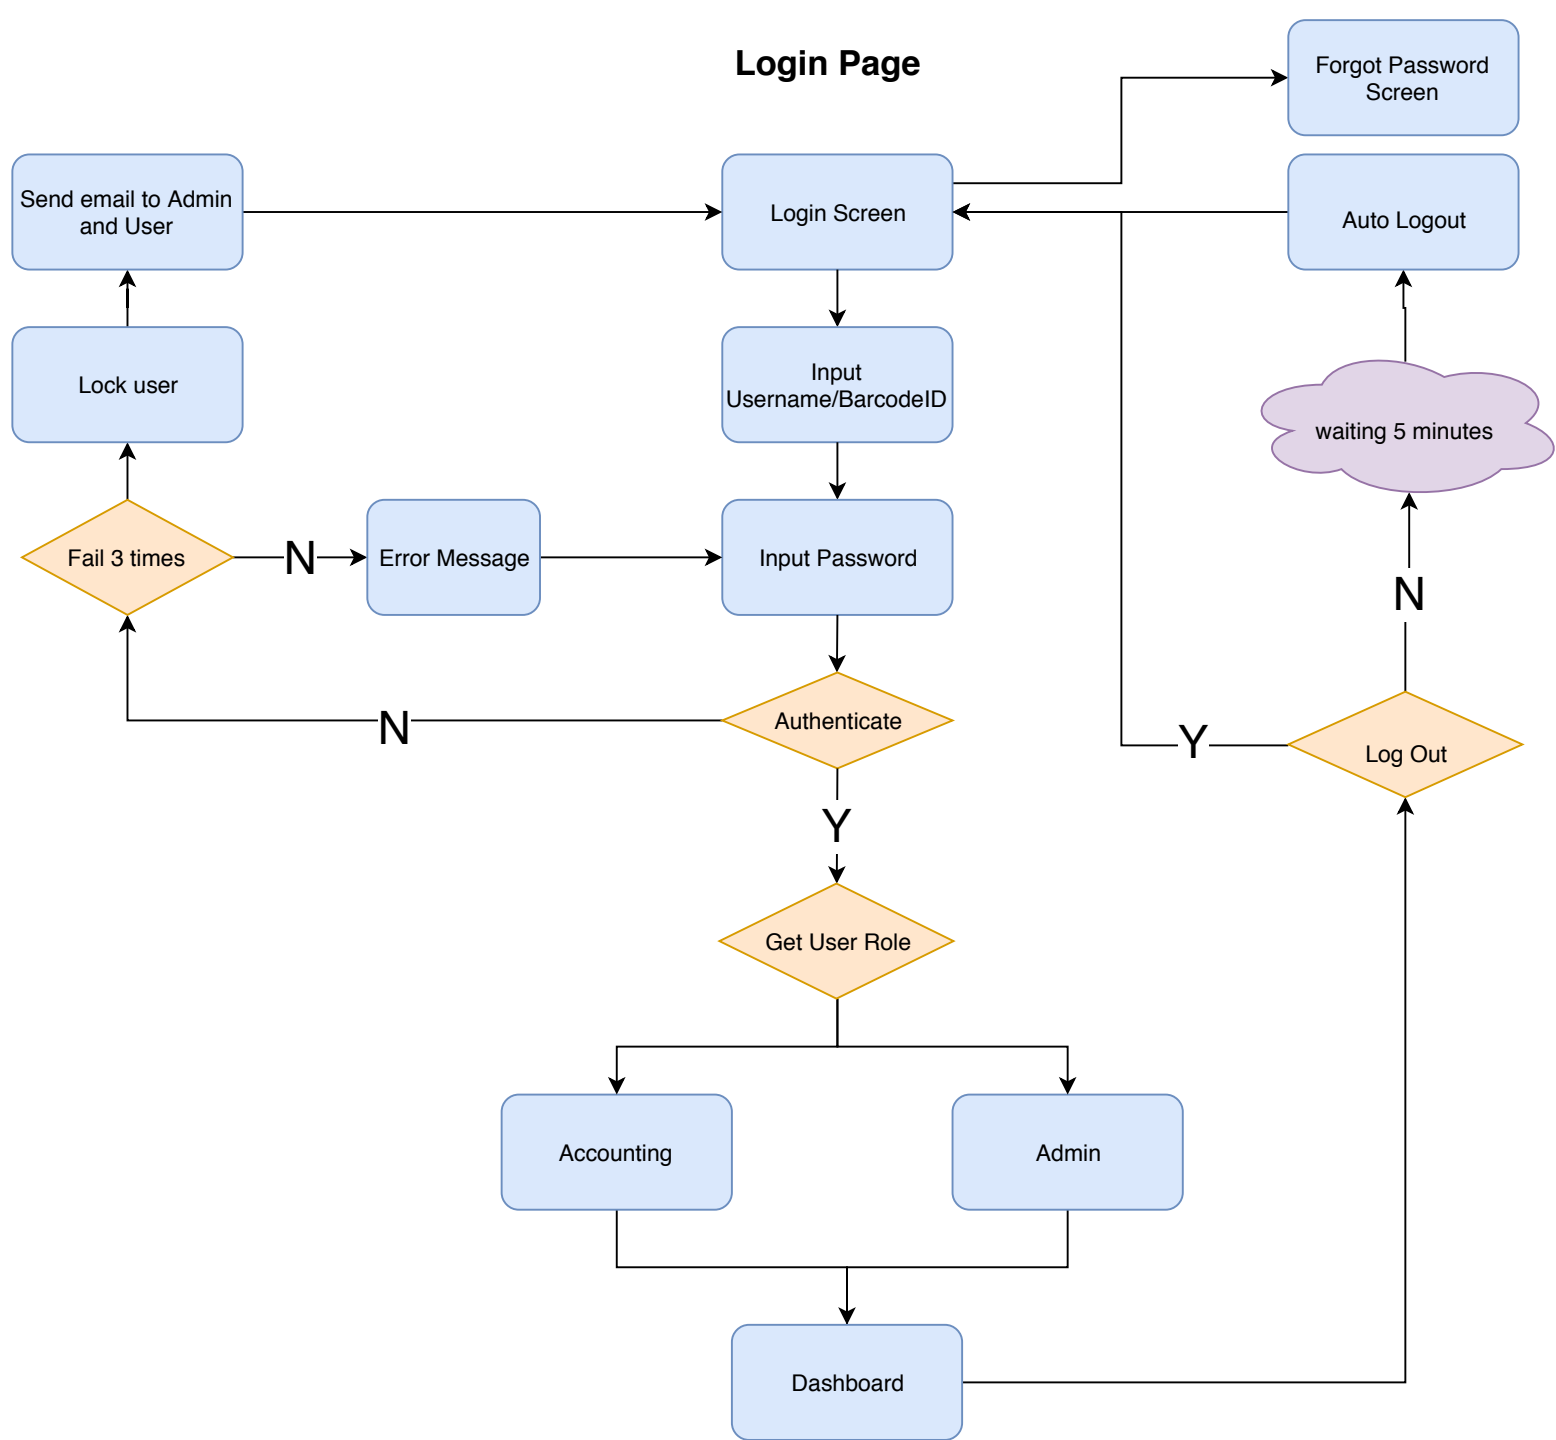 Login Page
Forgot Password
Screen
Send email to Admin
and User
Login Screen
Auto Logout
Lock user
Input
Username/BarcodeID
waiting 5 minutes
Fail 3 times
N
Error Message
Input Password
N
N
Authenticate
Y
Log Out
Y
Get User Role
Accounting
Admin
Dashboard